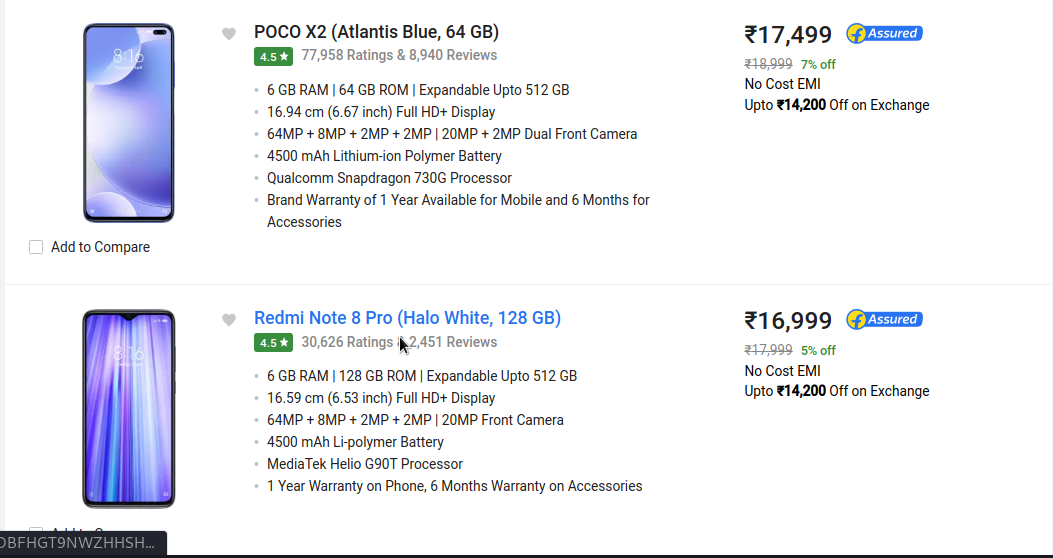 POCO X2 (Atlantis Blue, 64 GB)
4.5★ 77,958 Ratings & 8,940 Reviews
6 GB RAM | 64 GB ROM | Expandable Upto 512 GB
16.94 cm (6.67 inch) Full HD+ Display
64MP + 8MP + 2MP + 2MP | 20MP + 2MP Dual Front Camera
4500 mAh Lithium-ion Polymer Battery
Qualcomm Snapdragon 730G Processor
Brand Warranty of 1 Year Available for Mobile and 6 Months for
Accessories
₹17,499 Assured
₹18,999 7% off
No Cost EMI
Upto ₹14,200 Off on Exchange
8:16
Add to Compare
Redmi Note 8 Pro (Halo White, 128 GB)
4.5★ 30,626 Ratings 2,451 Reviews
6 GB RAM | 128 GB ROM | Expandable Upto 512 GB
16.59 cm (6.53 inch) Full HD+ Display
64MP + 8MP + 2MP + 2MP | 20MP Front Camera
4500 mAh Li-polymer Battery
MediaTek Helio G90T Processor
1 Year Warranty on Phone, 6 Months Warranty on Accessories
₹16,999 Assured
₹17,999 5% off
No Cost EMI
Upto ₹14,200 Off on Exchange
8:16